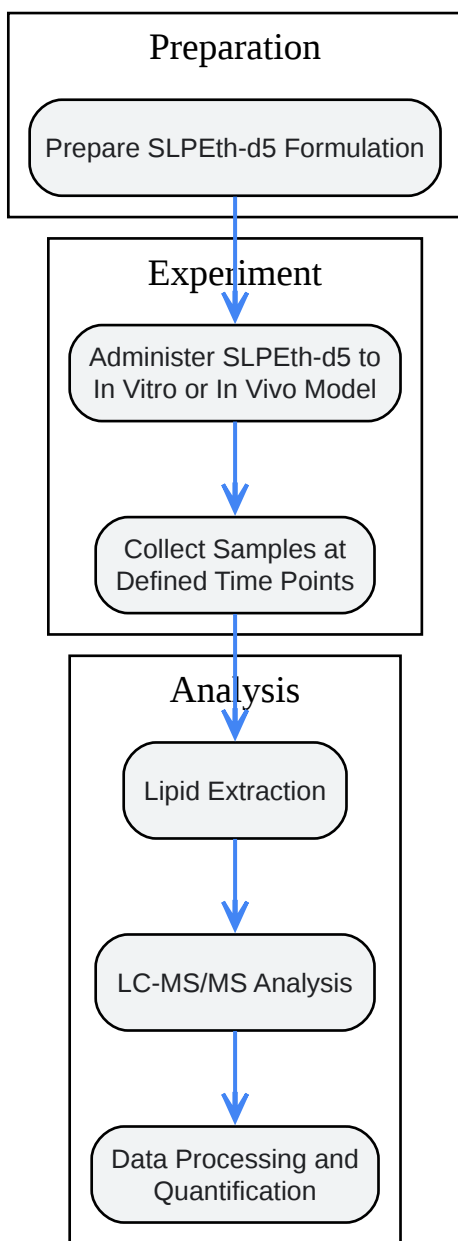 Preparation
Prepare SLPEth-d5 Formulation
Experiment
Administer SLPEth-d5 to
In Vitro or In Vivo Model
Collect Samples at
Defined Time Points
Analysis
Lipid Extraction
LC-MS/MS Analysis
Data Processing and
Quantification